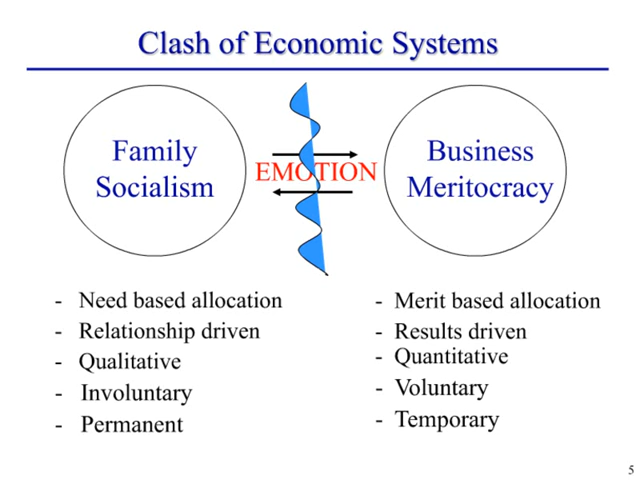 Clash of Economic Systems
Family
Socialism
EMOTION
Business
Meritocracy
- Need based allocation
- Relationship driven
- Qualitative
- Involuntary
- Permanent
- Merit based allocation
- Results driven
- Quantitative
- Voluntary
- Temporary
5